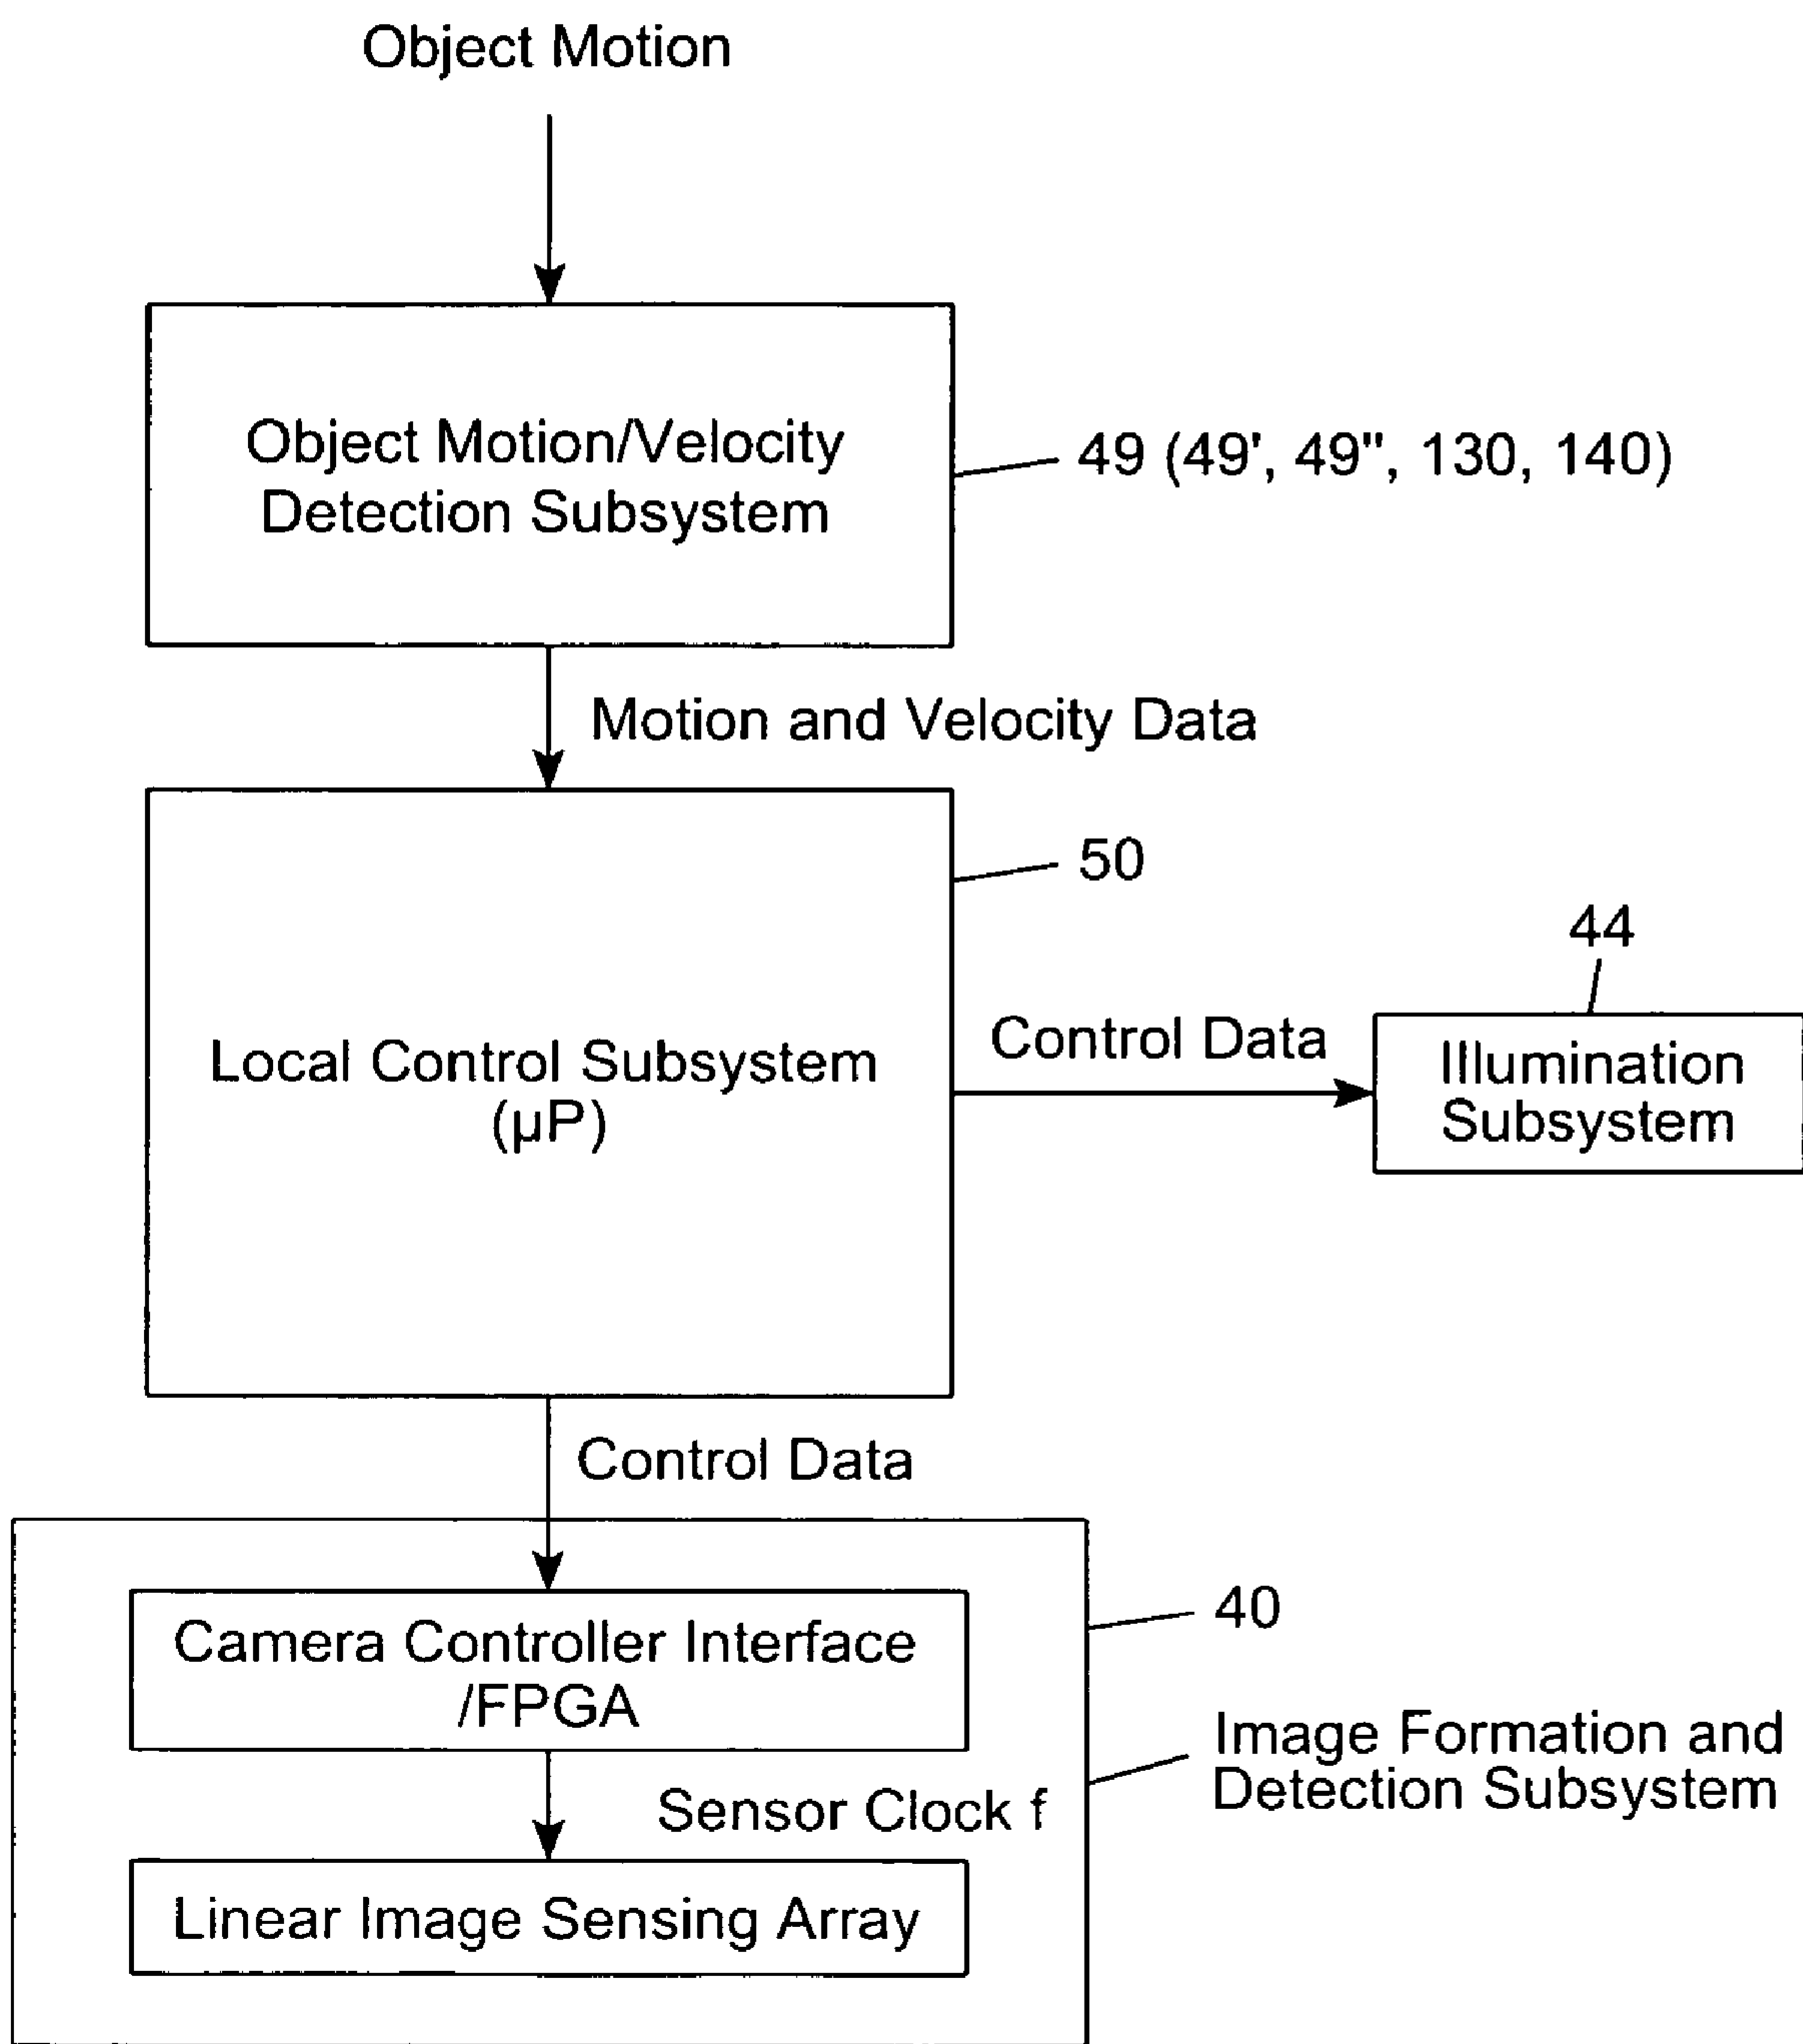 Object Motion
Object Motion/Velocity
Detection Subsystem
49 (49', 49", 130, 140)
Motion and Velocity Data
50
Local Control Subsystem
(µP)
Control Data
44
Illumination
Subsystem
Control Data
Camera Controller Interface
/FPGA
40
Sensor Clock f
Image Formation and
Detection Subsystem
Linear Image Sensing Array